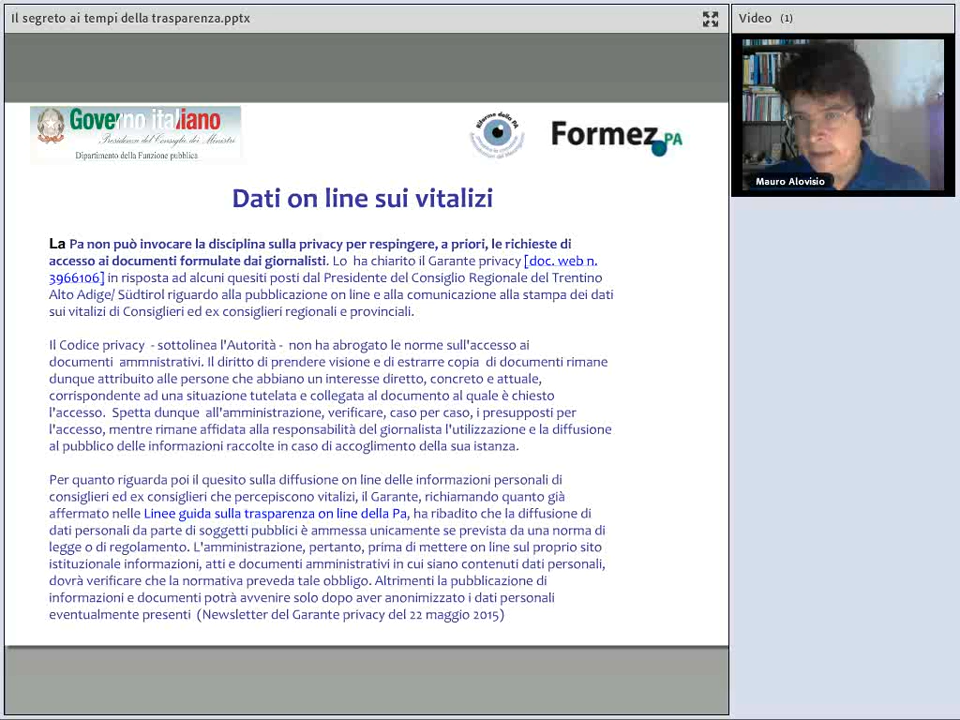 Il segreto ai tempi della trasparenza.pptx
Video (1)
Mauro Alovisio
Governo italiano
Presidenza del Consiglio dei Ministri
Dipartimento della Funzione pubblica
Formez PA
Dati on line sui vitalizi
La Pa non può invocare la disciplina sulla privacy per respingere, a priori, le richieste di
accesso ai documenti formulate dai giornalisti. Lo ha chiarito il Garante privacy [doc. web n.
3966106] in risposta ad alcuni quesiti posti dal Presidente del Consiglio Regionale del Trentino
Alto Adige/ Südtirol riguardo alla pubblicazione on line e alla comunicazione alla stampa dei dati
sui vitalizi di Consiglieri ed ex consiglieri regionali e provinciali.
Il Codice privacy - sottolinea l'Autorità - non ha abrogato le norme sull'accesso ai
documenti ammnistrativi. Il diritto di prendere visione e di estrarre copia di documenti rimane
dunque attribuito alle persone che abbiano un interesse diretto, concreto e attuale,
corrispondente ad una situazione tutelata e collegata al documento al quale è chiesto
l'accesso. Spetta dunque all'amministrazione, verificare, caso per caso, i presupposti per
l'accesso, mentre rimane affidata alla responsabilità del giornalista l'utilizzazione e la diffusione
al pubblico delle informazioni raccolte in caso di accoglimento della sua istanza.
Per quanto riguarda poi il quesito sulla diffusione on line delle informazioni personali di
consiglieri ed ex consiglieri che percepiscono vitalizi, il Garante, richiamando quanto già
affermato nelle Linee guida sulla trasparenza on line della Pa, ha ribadito che la diffusione di
dati personali da parte di soggetti pubblici è ammessa unicamente se prevista da una norma di
legge o di regolamento. L'amministrazione, pertanto, prima di mettere on line sul proprio sito
istituzionale informazioni, atti e documenti amministrativi in cui siano contenuti dati personali,
dovrà verificare che la normativa preveda tale obbligo. Altrimenti la pubblicazione di
informazioni e documenti potrà avvenire solo dopo aver anonimizzato i dati personali
eventualmente presenti (Newsletter del Garante privacy del 22 maggio 2015)